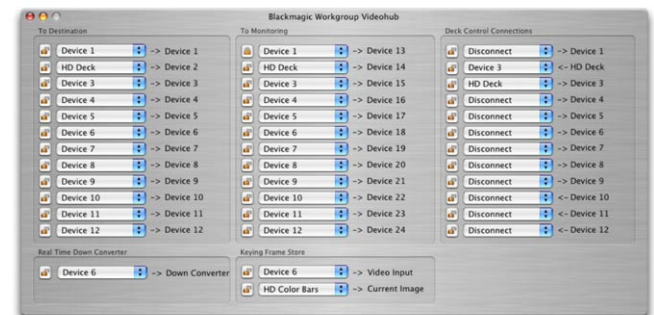 Blackmagic Workgroup Videohub
To Destination
Device 1 -> Device 1
HD Deck -> Device 2
Device 3 -> Device 3
Device 4 -> Device 4
Device 5 -> Device 5
Device 6 -> Device 6
Device 7 -> Device 7
Device 8 -> Device 8
Device 9 -> Device 9
Device 10 -> Device 10
Device 11 -> Device 11
Device 12 -> Device 12
To Monitoring
Device 1 -> Device 13
HD Deck -> Device 14
Device 3 -> Device 15
Device 4 -> Device 16
Device 5 -> Device 17
Device 6 -> Device 18
Device 7 -> Device 19
Device 8 -> Device 20
Device 9 -> Device 21
Device 10 -> Device 22
Device 11 -> Device 23
Device 12 -> Device 24
Deck Control Connections
Disconnect -> Device 1
Device 3 <- HD Deck
HD Deck -> Device 3
Disconnect -> Device 4
Disconnect -> Device 5
Disconnect -> Device 6
Disconnect -> Device 7
Disconnect -> Device 8
Disconnect -> Device 9
Disconnect <- Device 10
Disconnect <- Device 11
Disconnect <- Device 12
Real Time Down Converter
Device 6 -> Down Converter
Keying Frame Store
Device 6 -> Video Input
HD Color Bars -> Current Image